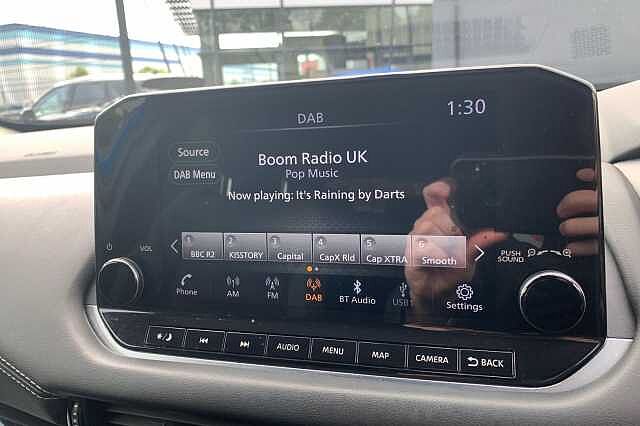 DAB
1:30
Source
DAB Menu
Boom Radio UK
Pop Music
Now playing: It's Raining by Darts
1 2 3 4 5 6
BBC R2 KISSTORY Capital CapX Rld Cap XTRA Smooth
VOL
PUSH
SOUND
Phone AM FM DAB BT Audio USB1 Settings
AUDIO MENU MAP CAMERA BACK